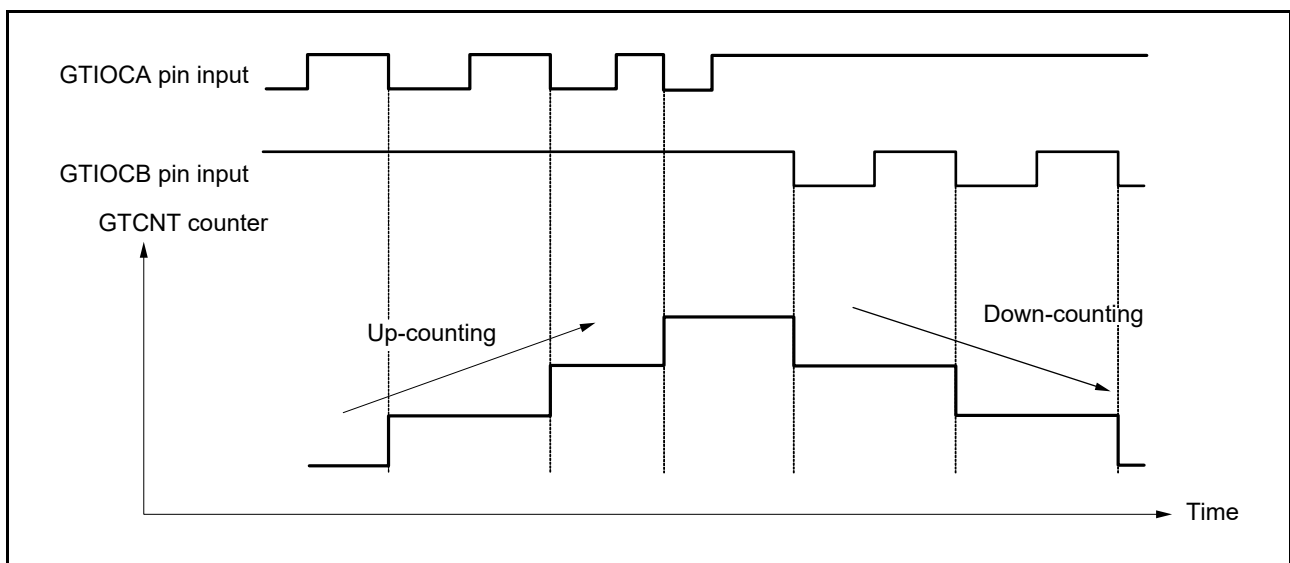 GTIOCA pin input
GTIOCB pin input
GTCNT counter
Up-counting
Down-counting
Time